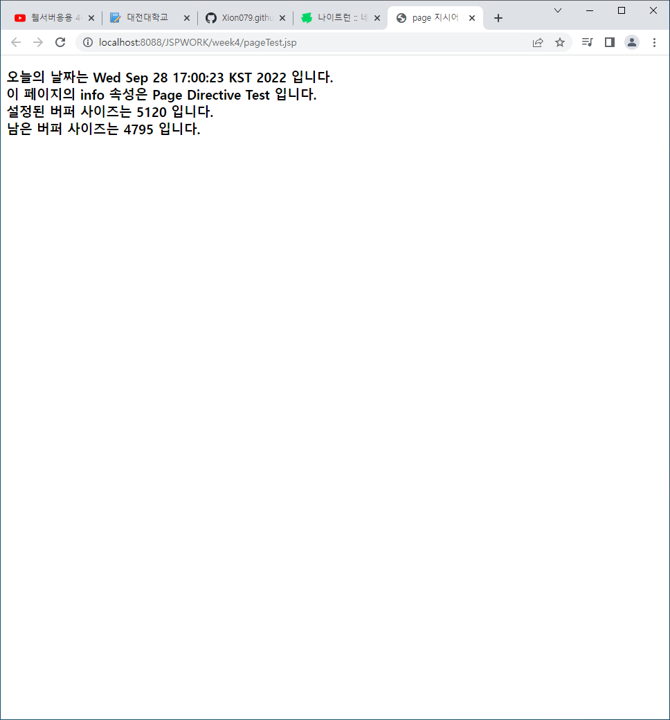 웹서버응용 4
대전대학교
Xion079.githu
나이트런 :: 네
page 지시어
localhost:8088/JSPWORK/week4/pageTest.jsp
오늘의 날짜는 Wed Sep 28 17:00:23 KST 2022 입니다.
이 페이지의 info 속성은 Page Directive Test 입니다.
설정된 버퍼 사이즈는 5120 입니다.
남은 버퍼 사이즈는 4795 입니다.